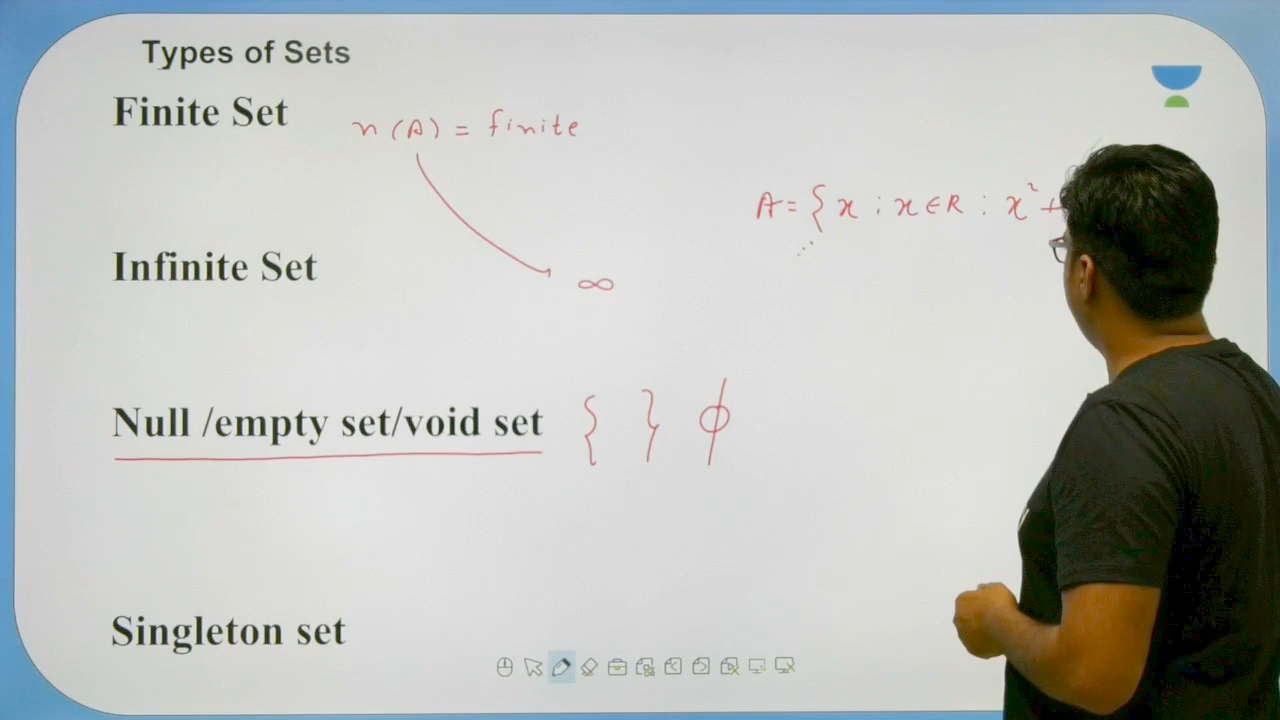 Types of Sets
Finite Set n(A) = finite
A = { x : x ∈ R : x² +
Infinite Set ∞
Null /empty set/void set { } ϕ
Singleton set